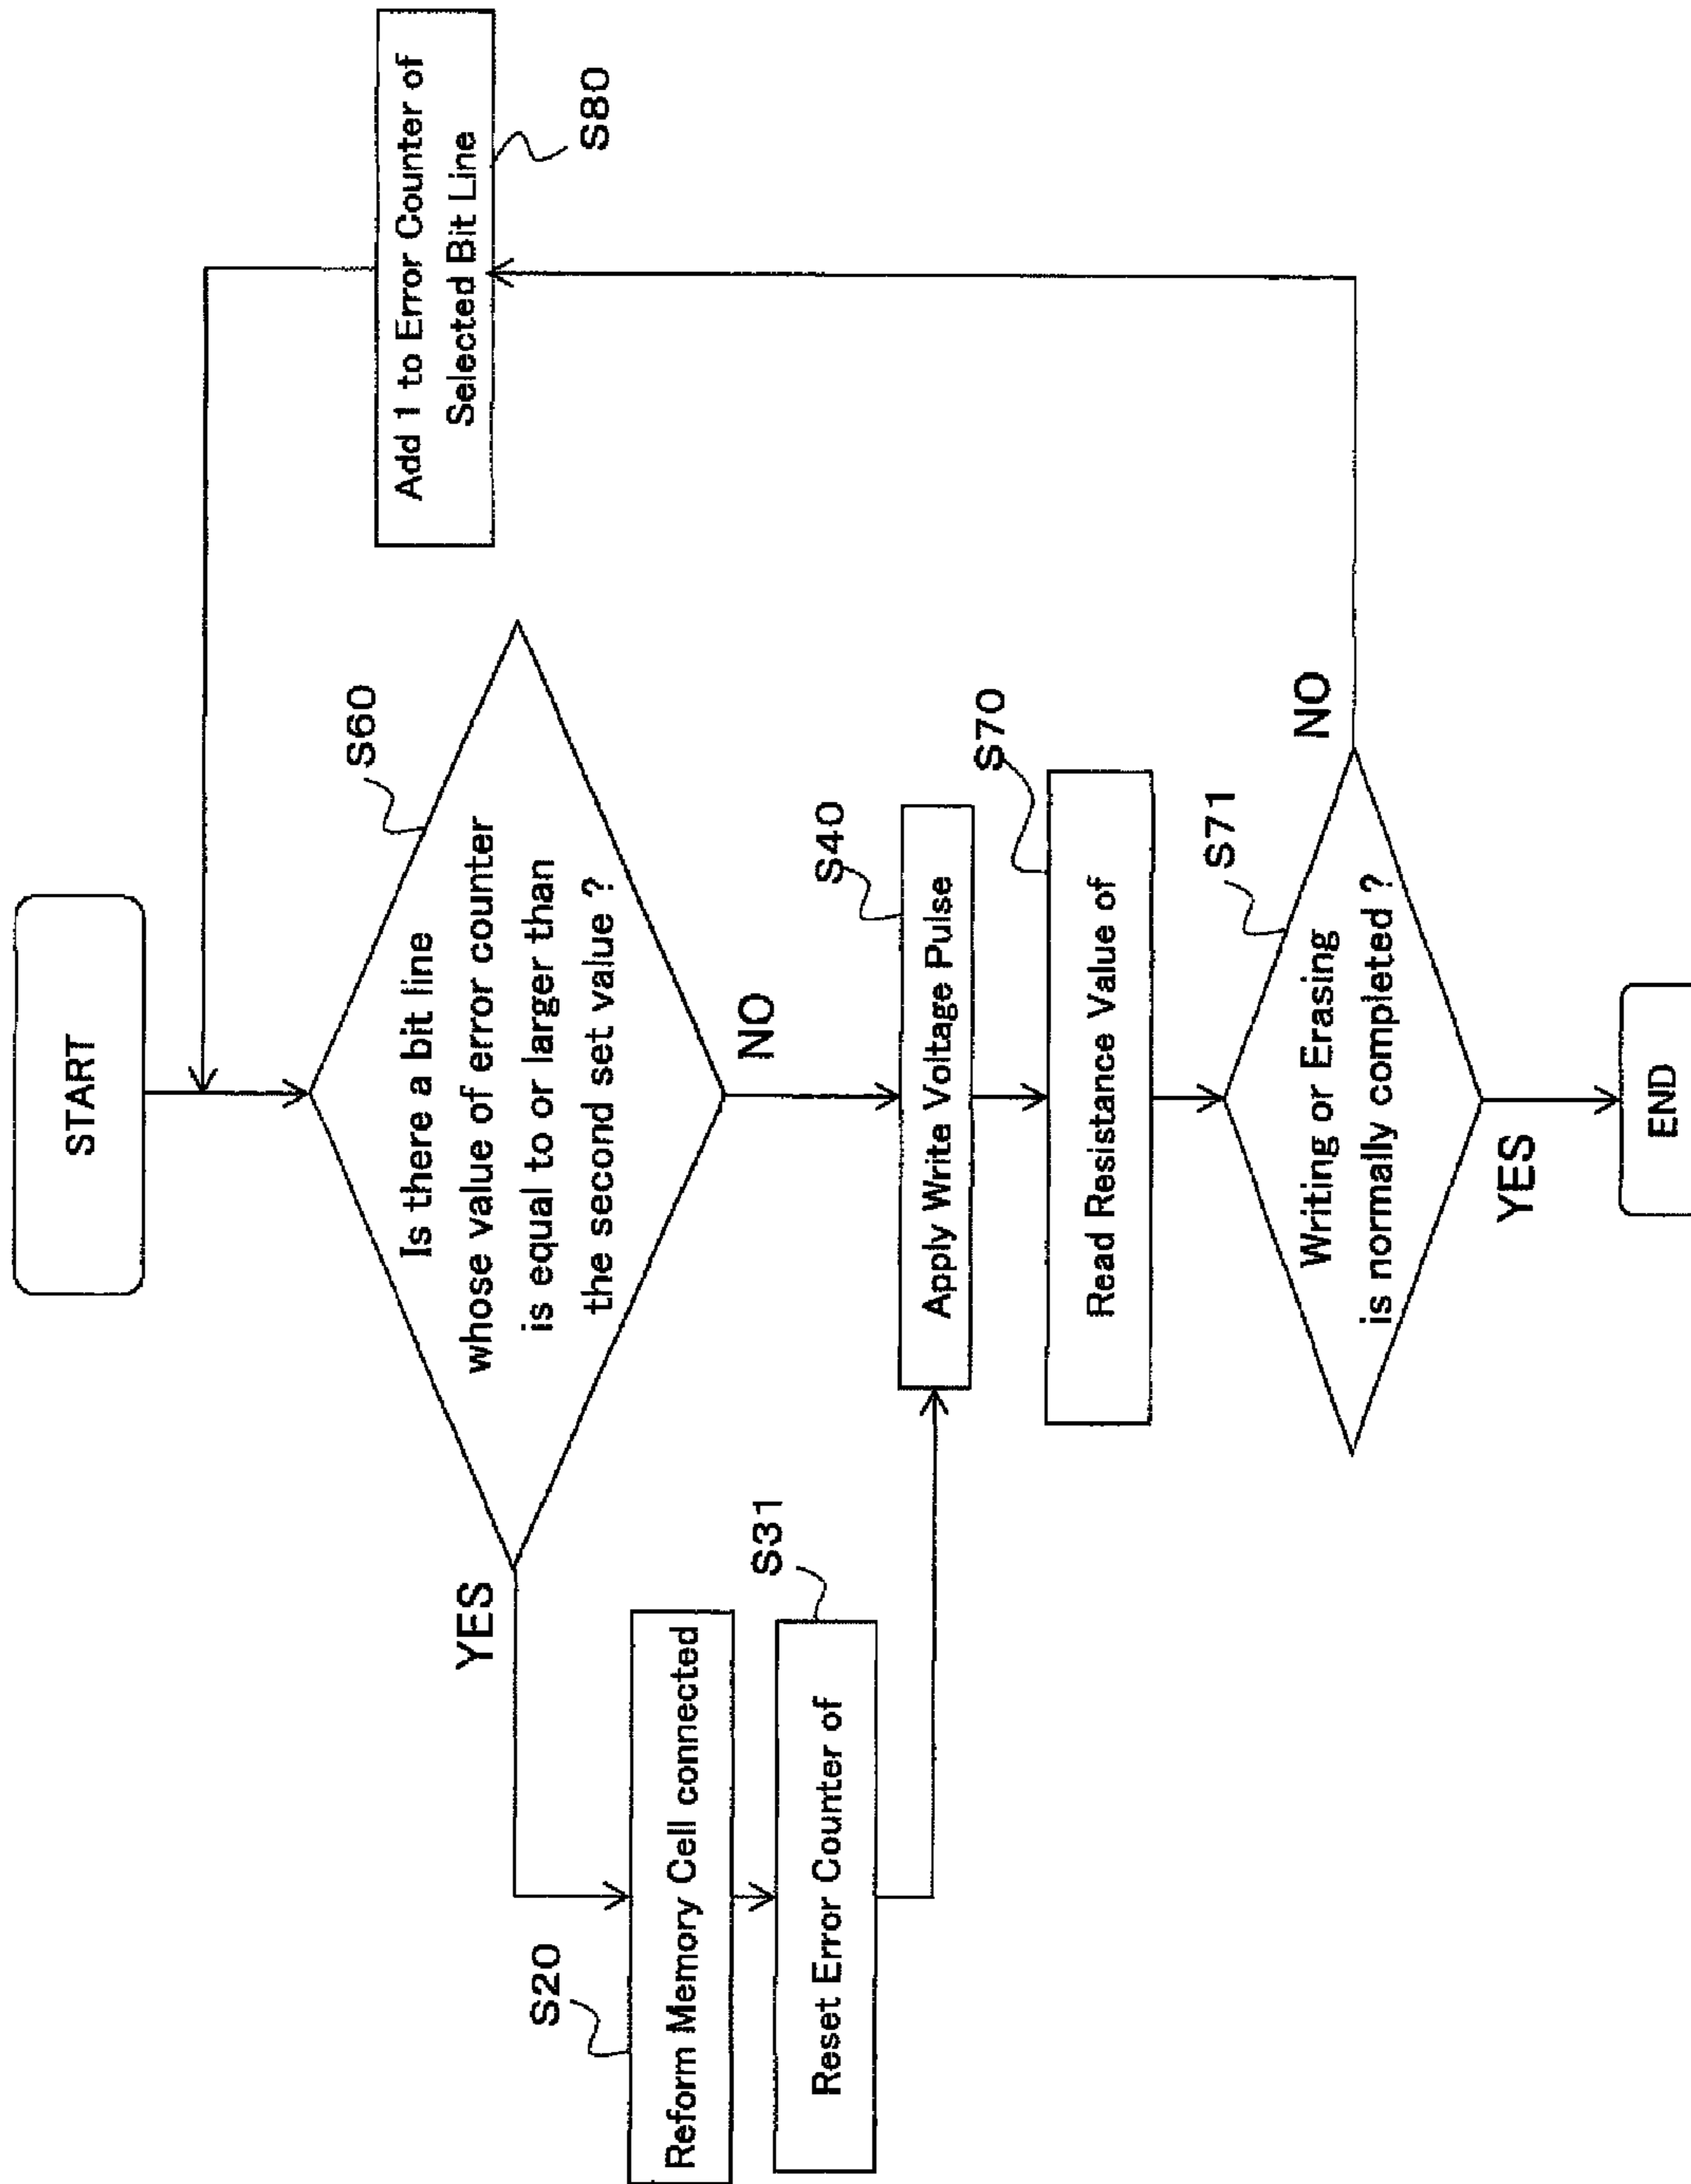 START
Is there a bit line
whose value of error counter
is equal to or larger than
the second set value ?
S60
YES
NO
S20
Reform Memory Cell connected
S31
Reset Error Counter of
S40
Apply Write Voltage Pulse
S70
Read Resistance Value of
S71
Writing or Erasing
is normally completed ?
NO
YES
Add 1 to Error Counter of
Selected Bit Line
S80
END